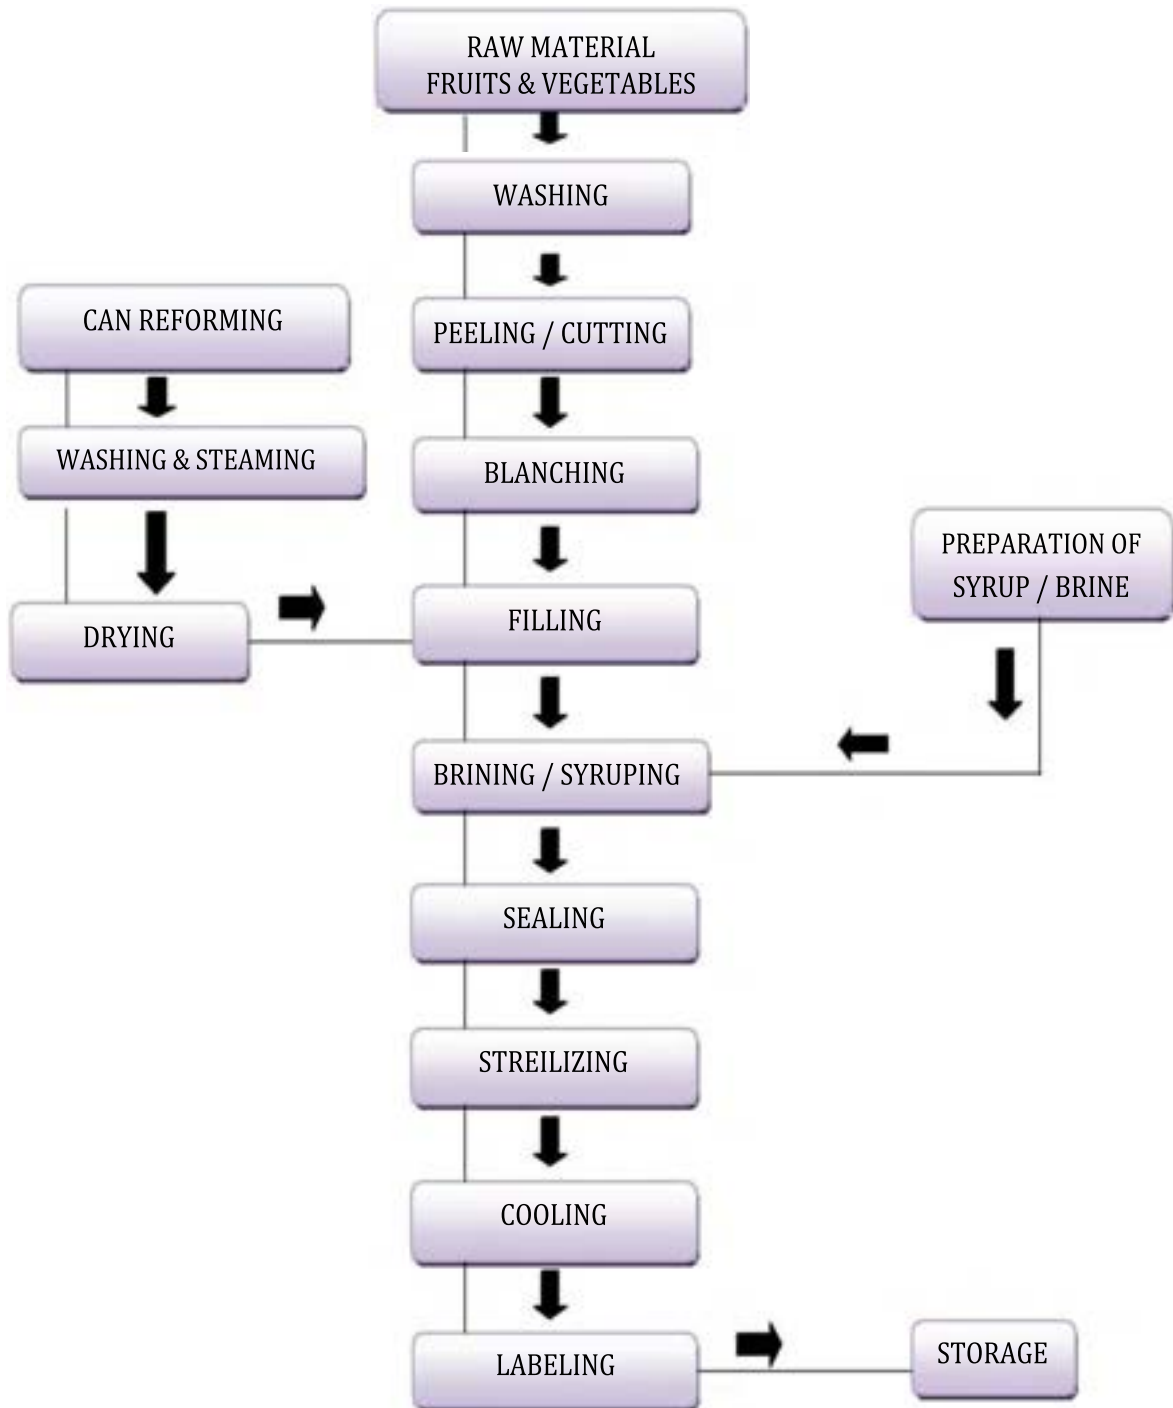 RAW MATERIAL
FRUITS & VEGETABLES
WASHING
CAN REFORMING
PEELING / CUTTING
WASHING & STEAMING
BLANCHING
PREPARATION OF
SYRUP / BRINE
DRYING
FILLING
BRINING / SYRUPING
SEALING
STREILIZING
COOLING
LABELING
STORAGE